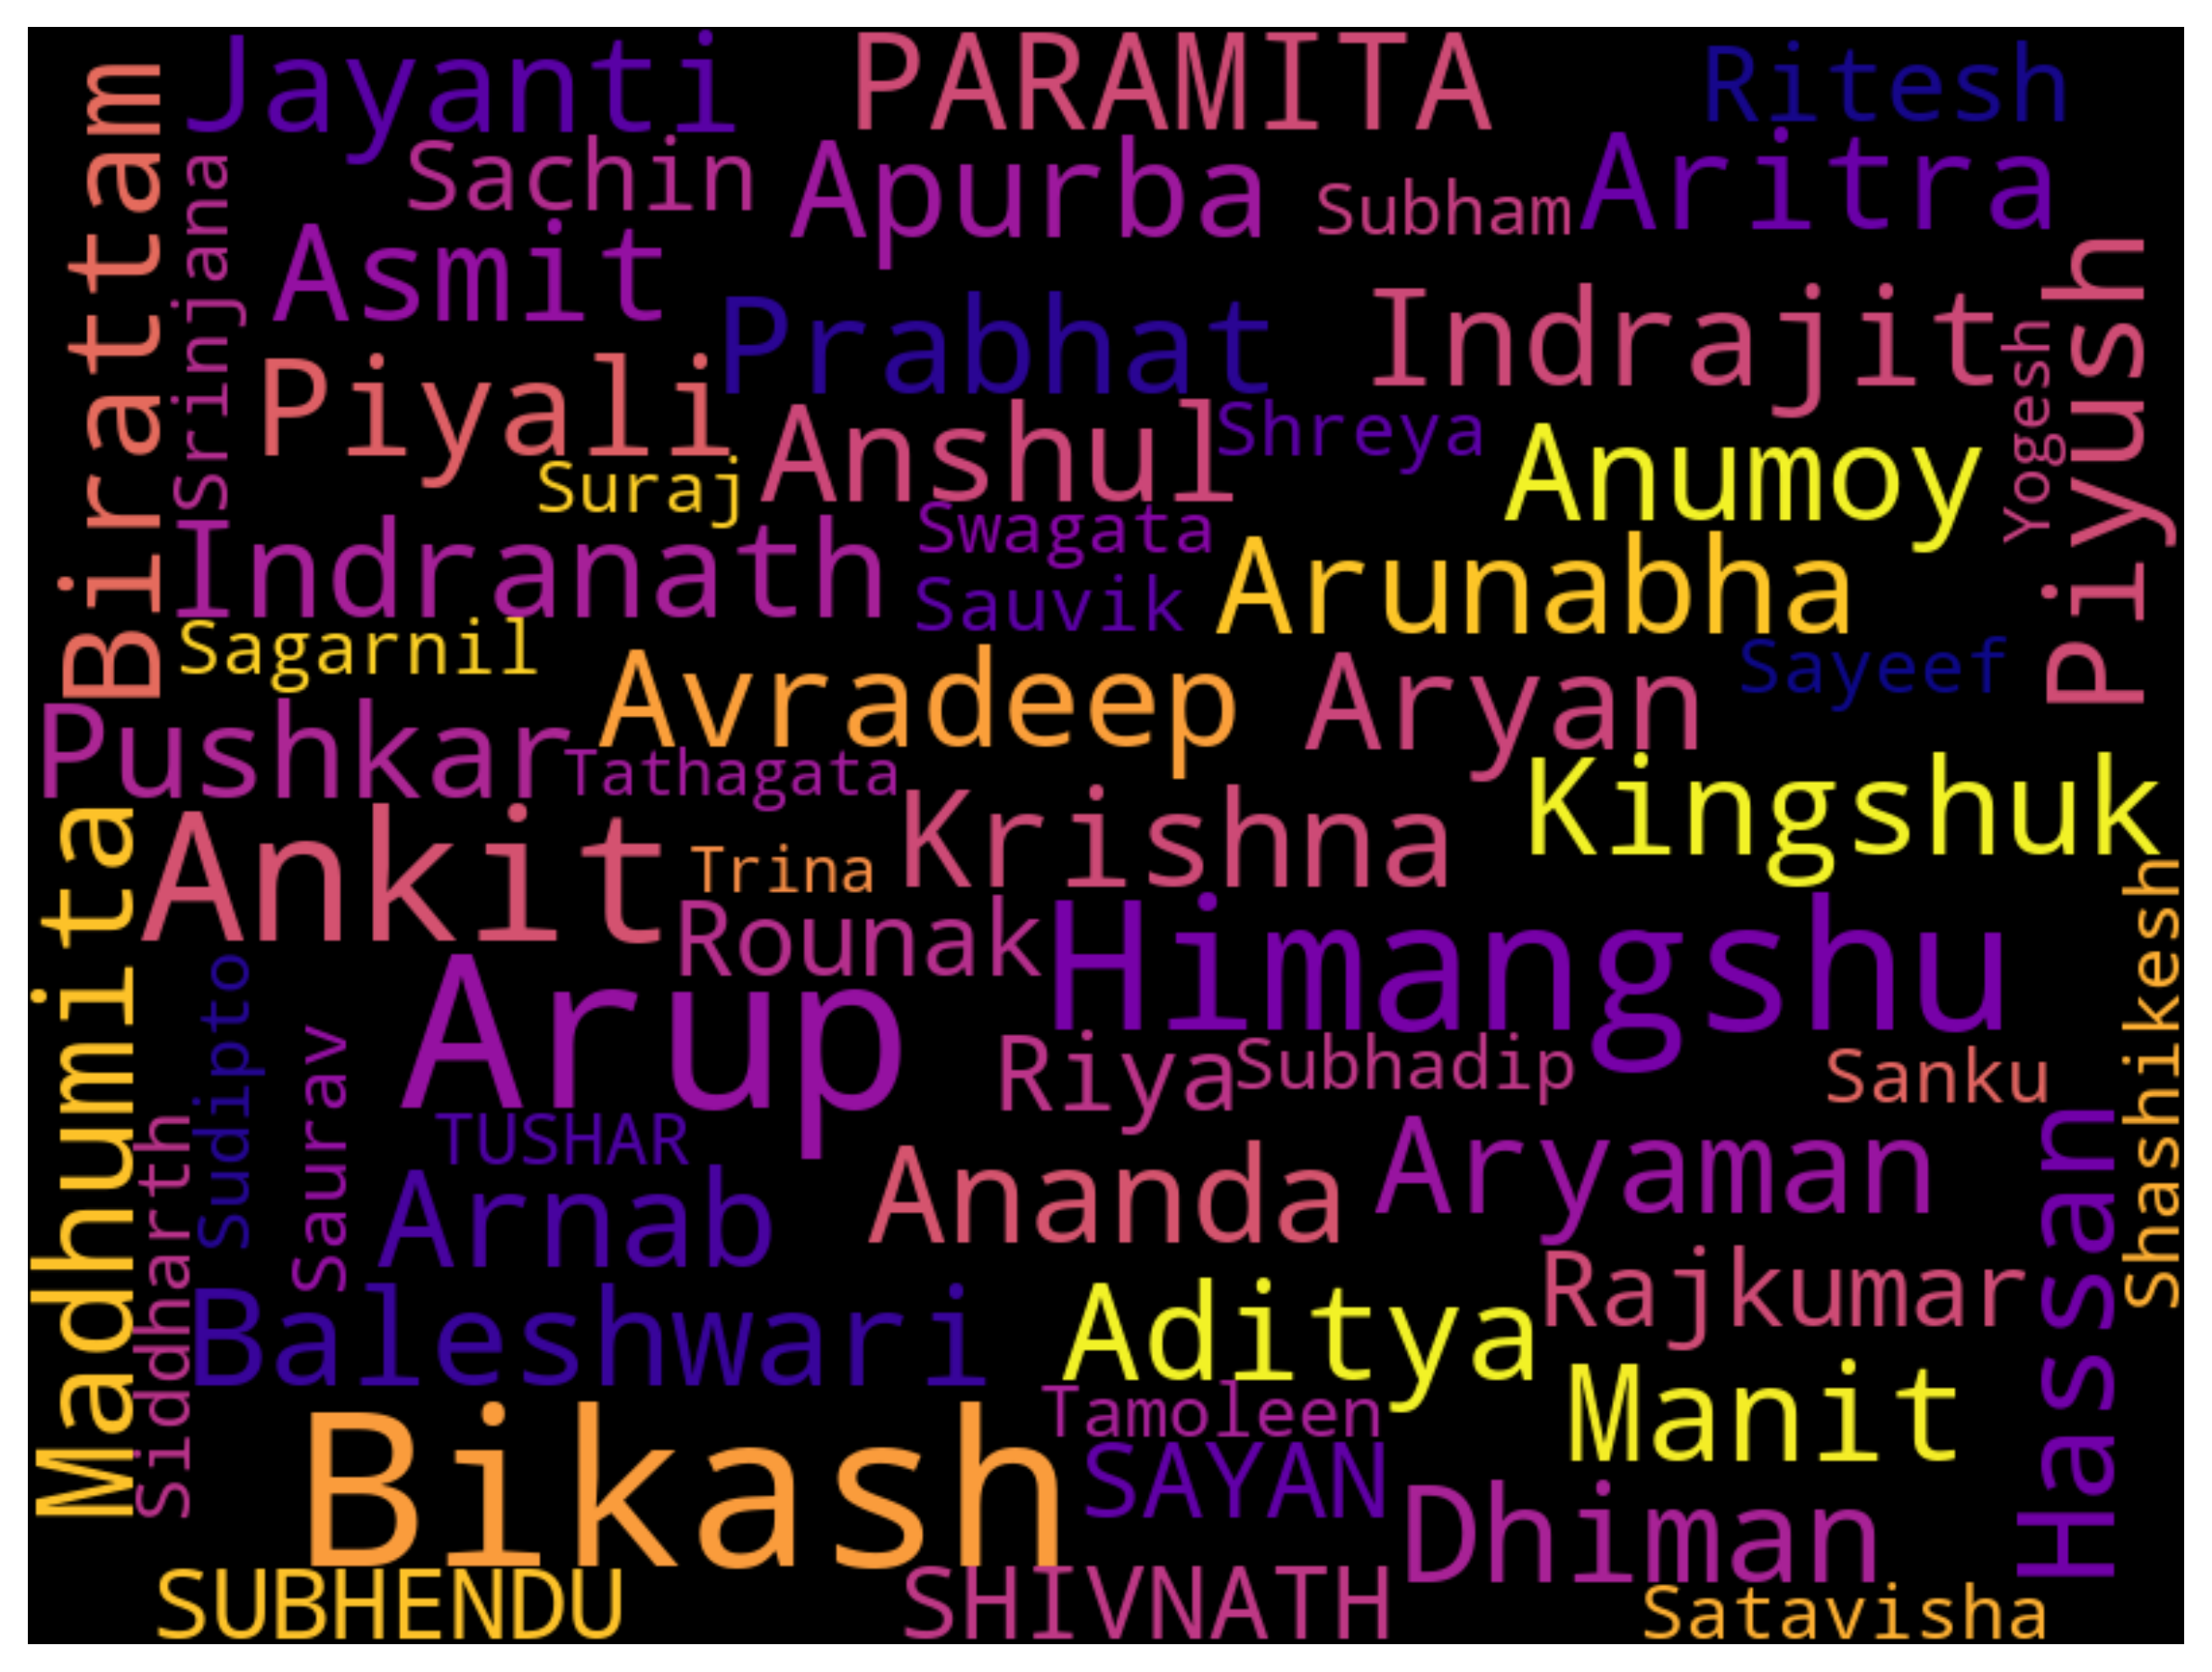 Jayanti
PARAMITA
Ritesh
Birattam
Srinjana
Sachin
Apurba
Subham
Aritra
Asmit
Prabhat
Indrajit
Yogesh
Piyush
Piyali
Anshul
Shreya
Anumoy
Suraj
Indranath
Swagata
Sauvik
Arunabha
Sagarnil
Avradeep
Aryan
Sayeef
Pushkar
Tathagata
Madhumita
Ankit
Trina
Krishna
Kingshuk
Rounak
Himangshu
Shashikesh
Sudipto
Saurav
Arup
Riya
Subhadip
Sanku
Siddharth
TUSHAR
Arnab
Ananda
Aryaman
Hassan
Baleshwari
Aditya
Rajkumar
Manit
Bikash
Tamoleen
SAYAN
Dhiman
SUBHENDU
SHIVNATH
Satavisha